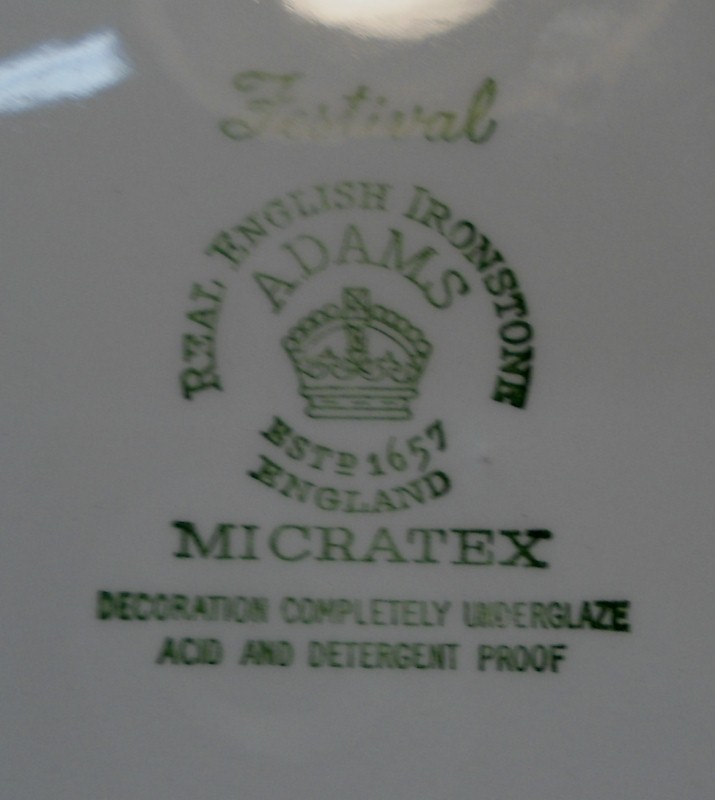 Festival
REAL ENGLISH IRONSTONE
ADAMS
ESTD 1657
ENGLAND
MICRATEX
DECORATION COMPLETELY UNDERGLAZE
ACID AND DETERGENT PROOF